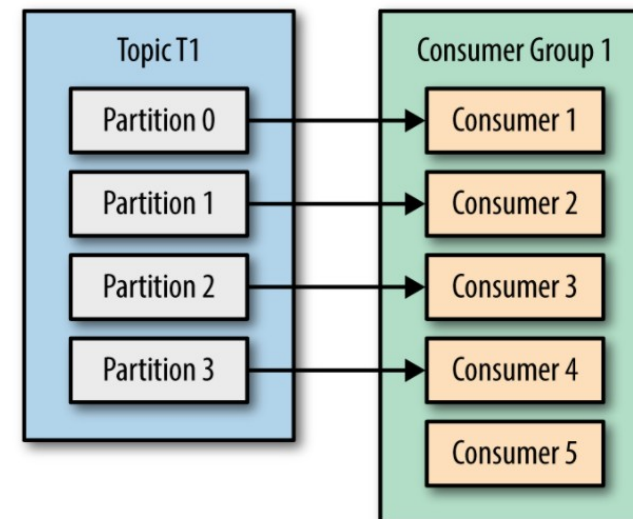 Topic T1
Partition 0
Partition 1
Partition 2
Partition 3
Consumer Group 1
Consumer 1
Consumer 2
Consumer 3
Consumer 4
Consumer 5